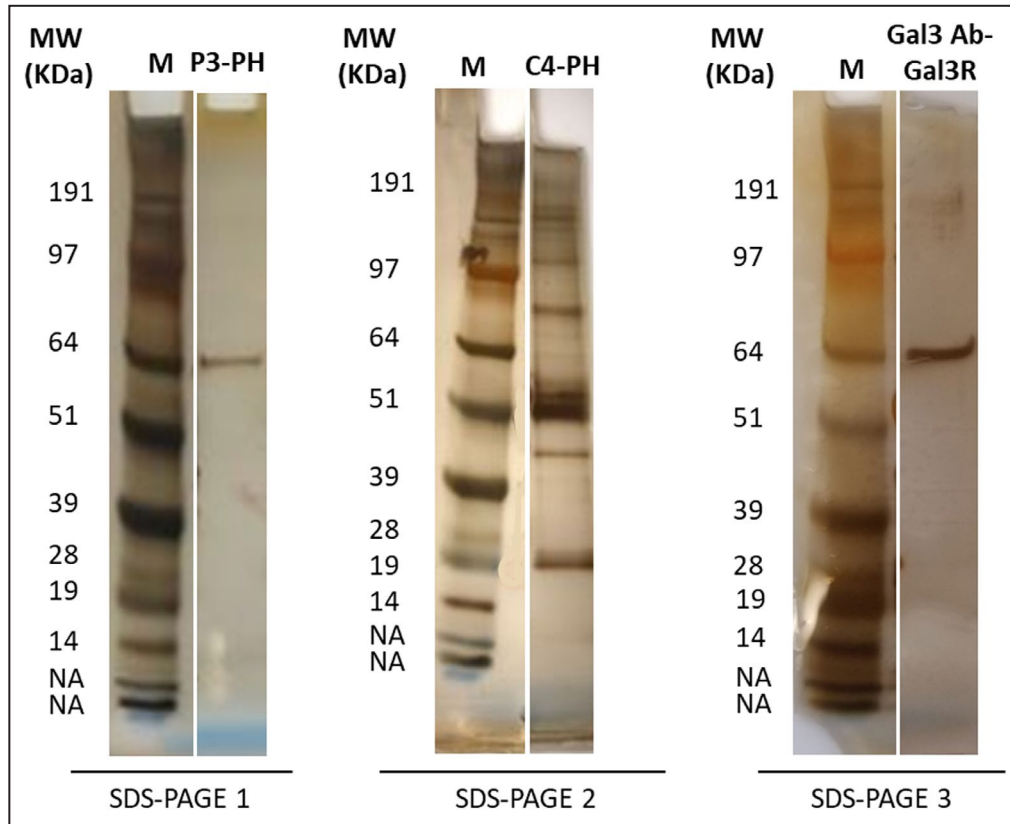 MW
(KDa)
M P3-PH
191
97
64
51
39
28
19
14
NA
NA
SDS-PAGE 1
MW
(KDa)
M C4-PH
191
97
64
51
39
28
19
14
NA
NA
SDS-PAGE 2
MW
(KDa)
M
Gal3 Ab-
Gal3R
191
97
64
51
39
28
19
14
NA
NA
SDS-PAGE 3